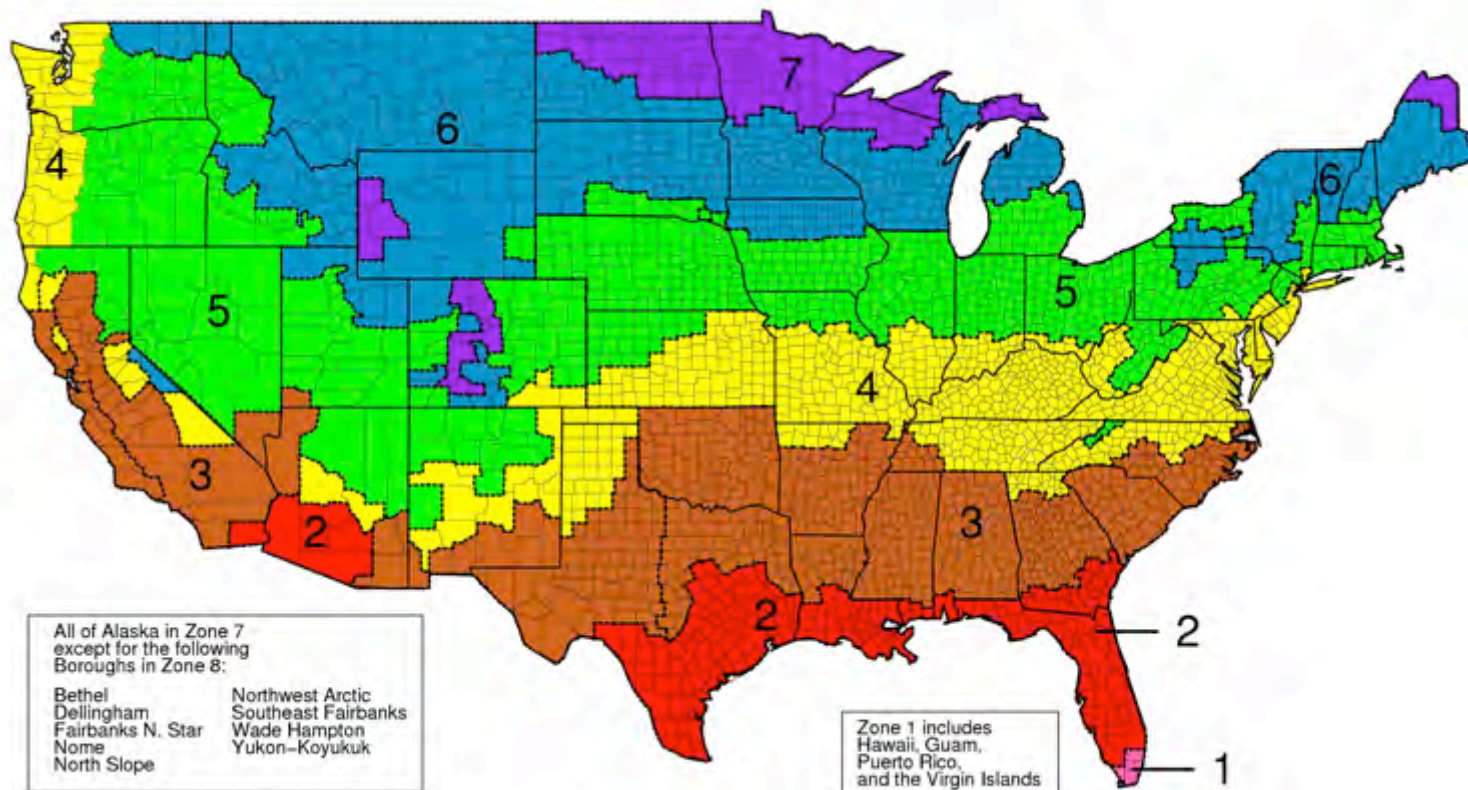 7
6
4
6
5
5
4
3
3
2
2
2
1
All of Alaska in Zone 7
except for the following
Boroughs in Zone 8:
Bethel
Dellingham
Fairbanks N. Star
Nome
North Slope
Northwest Arctic
Southeast Fairbanks
Wade Hampton
Yukon-Koyukuk
Zone 1 includes
Hawaii, Guam,
Puerto Rico,
and the Virgin Islands